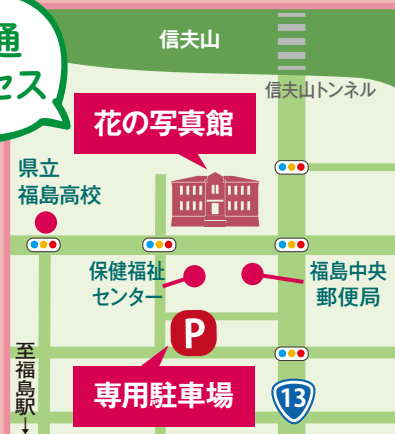 通
セス
信夫山
信夫山トンネル
花の写真館
県立
福島高校
保健福祉
センター
福島中央
郵便局
P
至福島駅→
専用駐車場
13